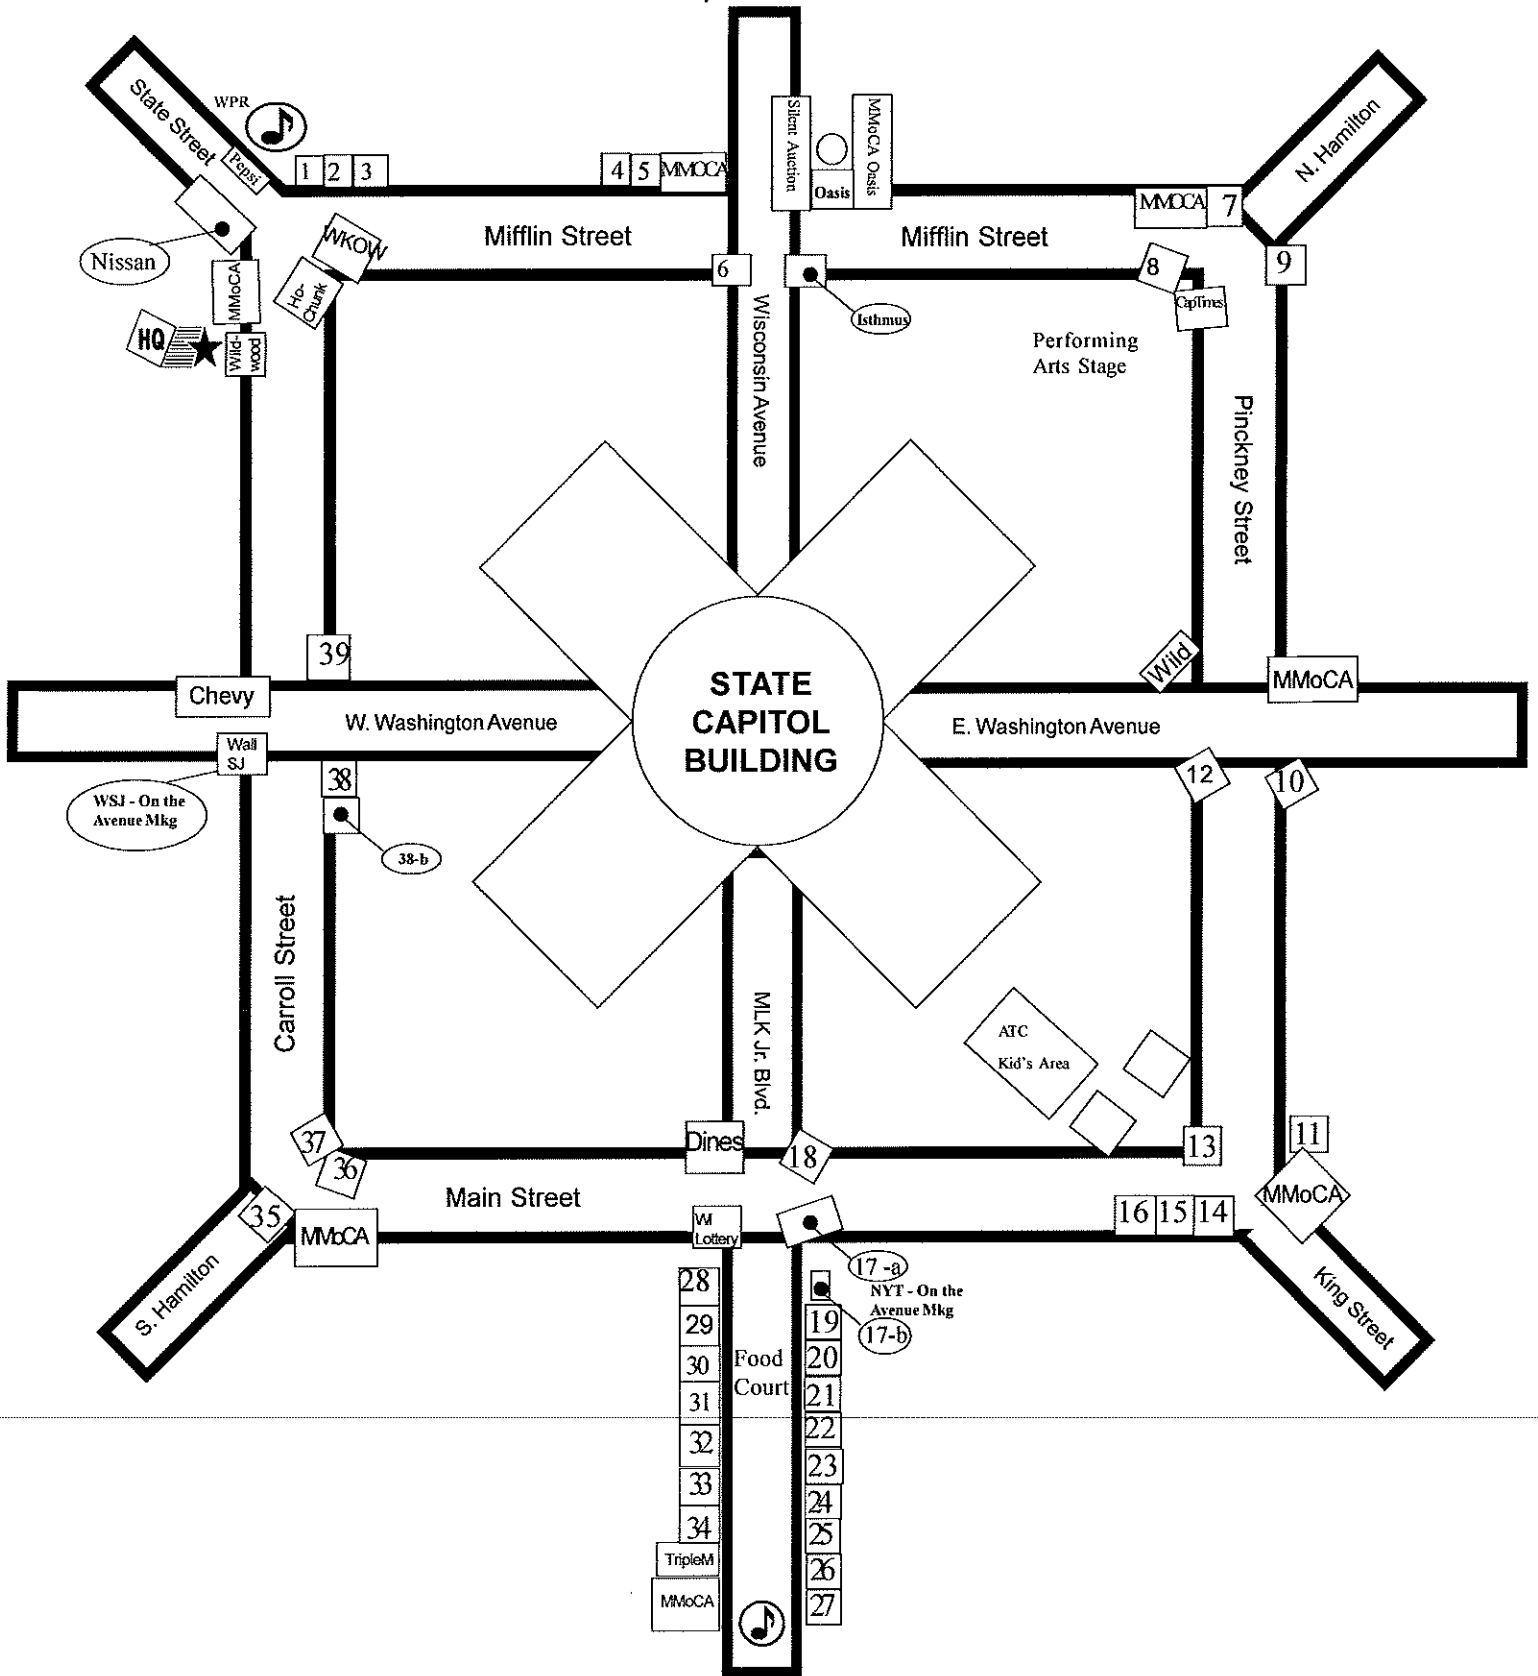 State Street
WPR
Pepsi
1
2
3
4
5
MMOCA
Silent Auction
Oasis
MMoCA Oasis
MMOCA
7
N. Hamilton
Nissan
WKOW
Ho-
Chunk
Mifflin Street
Mifflin Street
6
8
9
MMoCA
Isthmus
CapTimes
HQ
Wild-
wood
Wisconsin Avenue
Performing
Arts Stage
Pinckney Street
39
Wild
MMoCA
Chevy
W. Washington Avenue
STATE
CAPITOL
BUILDING
E. Washington Avenue
Wall
SJ
38
12
10
WSJ - On the
Avenue Mkg
38-b
Carroll Street
MLK Jr. Blvd.
ATC
Kid's Area
37
36
Dines
18
13
11
35
MMoCA
Main Street
WI
Lottery
16
15
14
MMoCA
S. Hamilton
17 -a
NYT - On the
Avenue Mkg
17-b
King Street
28
29
30
31
32
33
34
TripleM
MMoCA
Food
Court
19
20
21
22
23
24
25
26
27